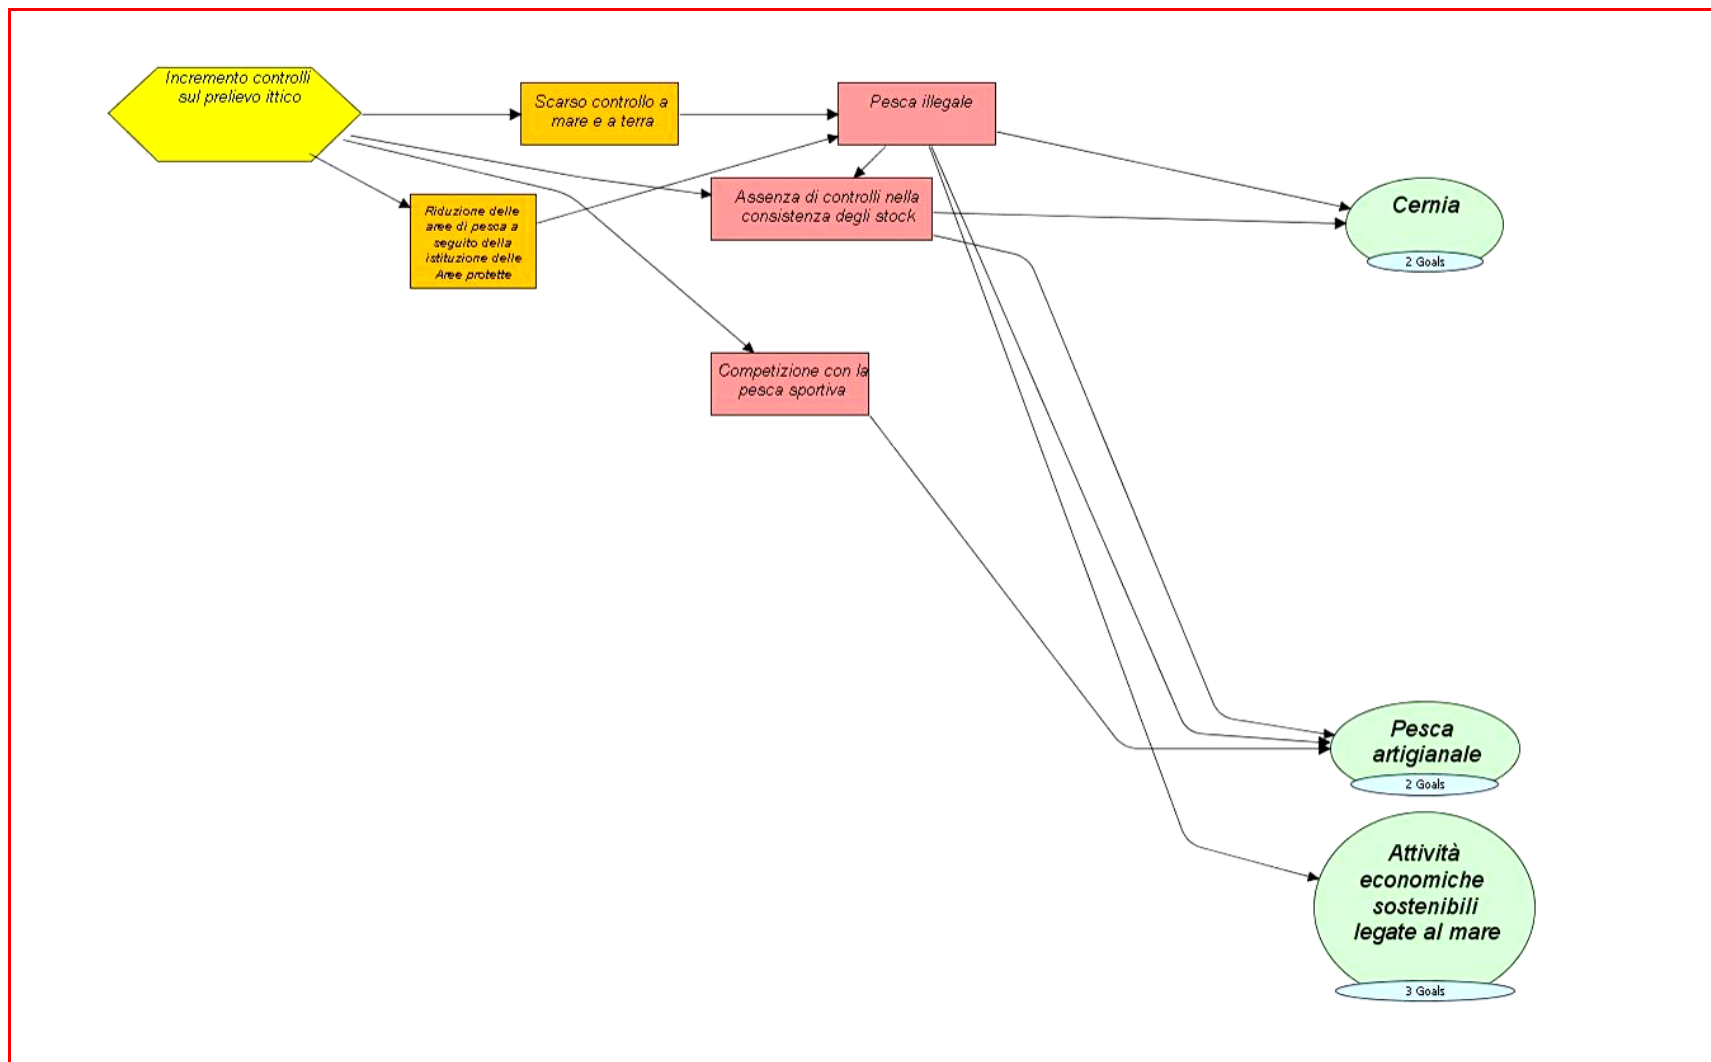 Incremento controlli
sul prelievo ittico
Scarso controllo a
mare e a terra
Pesca illegale
Riduzione delle
aree di pesca a
seguito della
istituzione delle
Aree protette
Assenza di controlli nella
consistenza degli stock
Cernia
2 Goals
Competizione con la
pesca sportiva
Pesca
artigianale
2 Goals
Attività
economiche
sostenibili
legate al mare
3 Goals